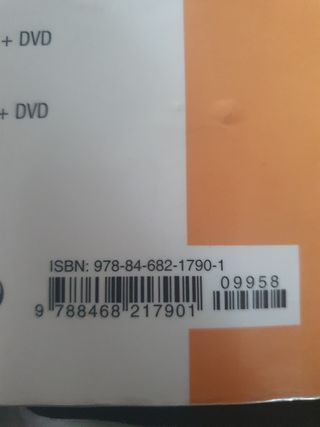 + DVD
+ DVD
ISBN: 978-84-682-1790-1
09958
9 788468 217901